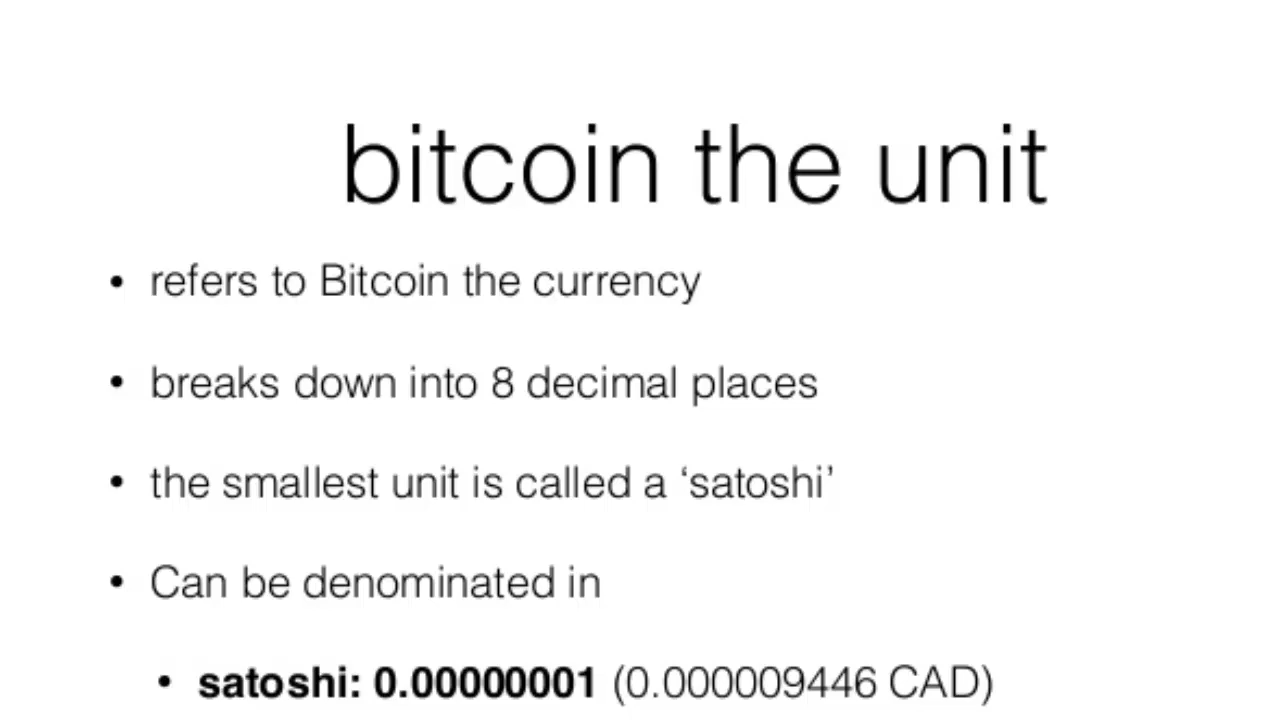 bitcoin the unit
• refers to Bitcoin the currency
• breaks down into 8 decimal places
• the smallest unit is called a ‘satoshi’
• Can be denominated in
• satoshi: 0.00000001 (0.000009446 CAD)